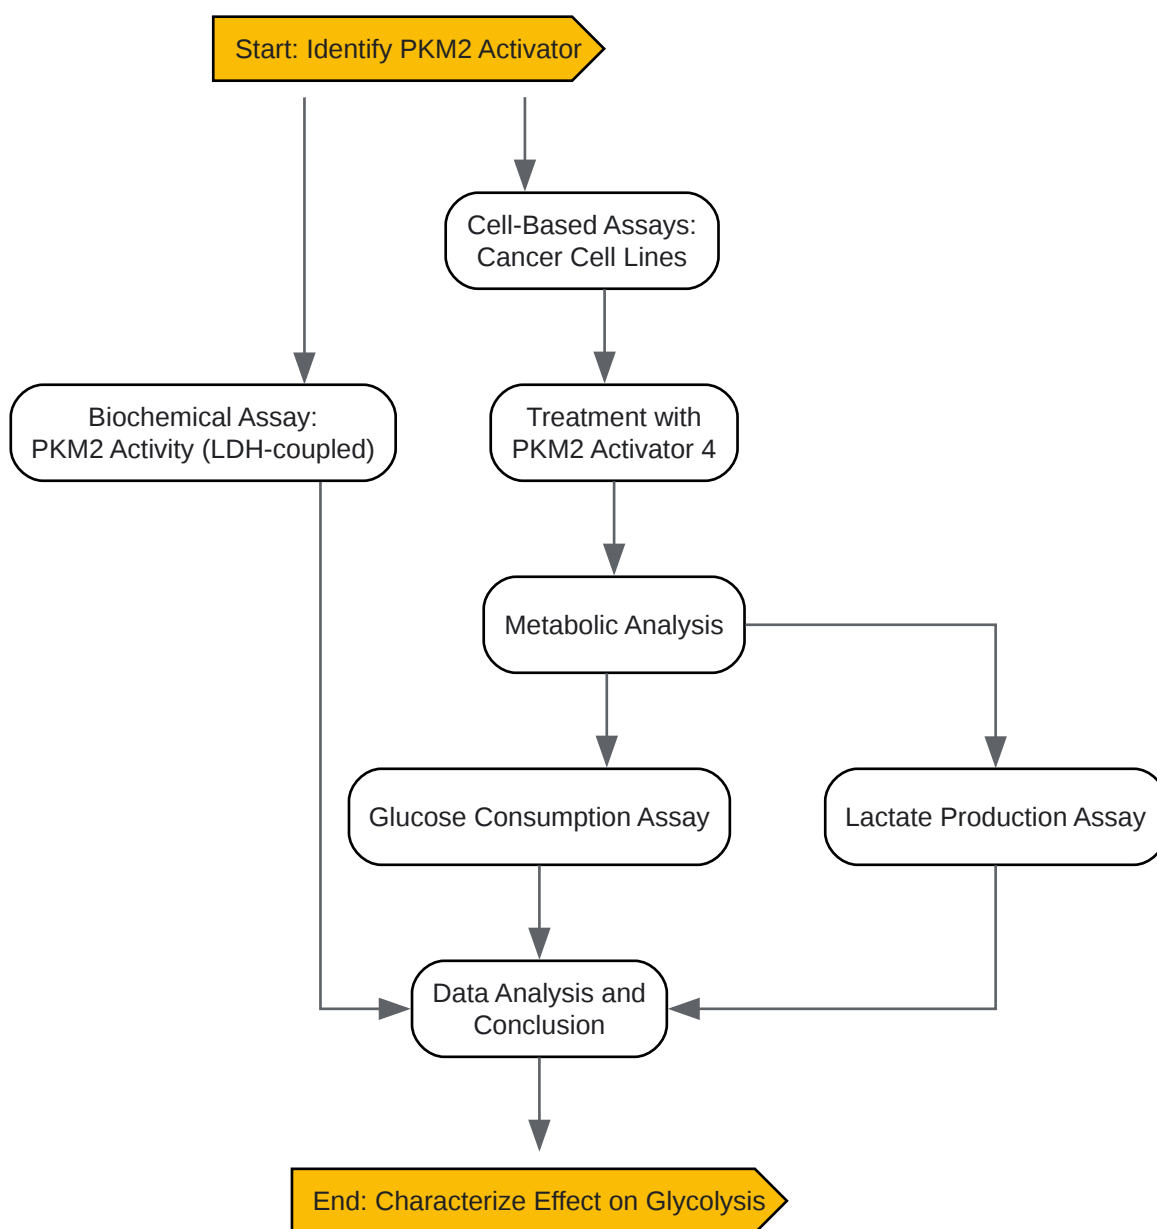 Start: Identify PKM2 Activator
Cell-Based Assays:
Cancer Cell Lines
Biochemical Assay:
PKM2 Activity (LDH-coupled)
Treatment with
PKM2 Activator 4
Metabolic Analysis
Glucose Consumption Assay
Lactate Production Assay
Data Analysis and
Conclusion
End: Characterize Effect on Glycolysis